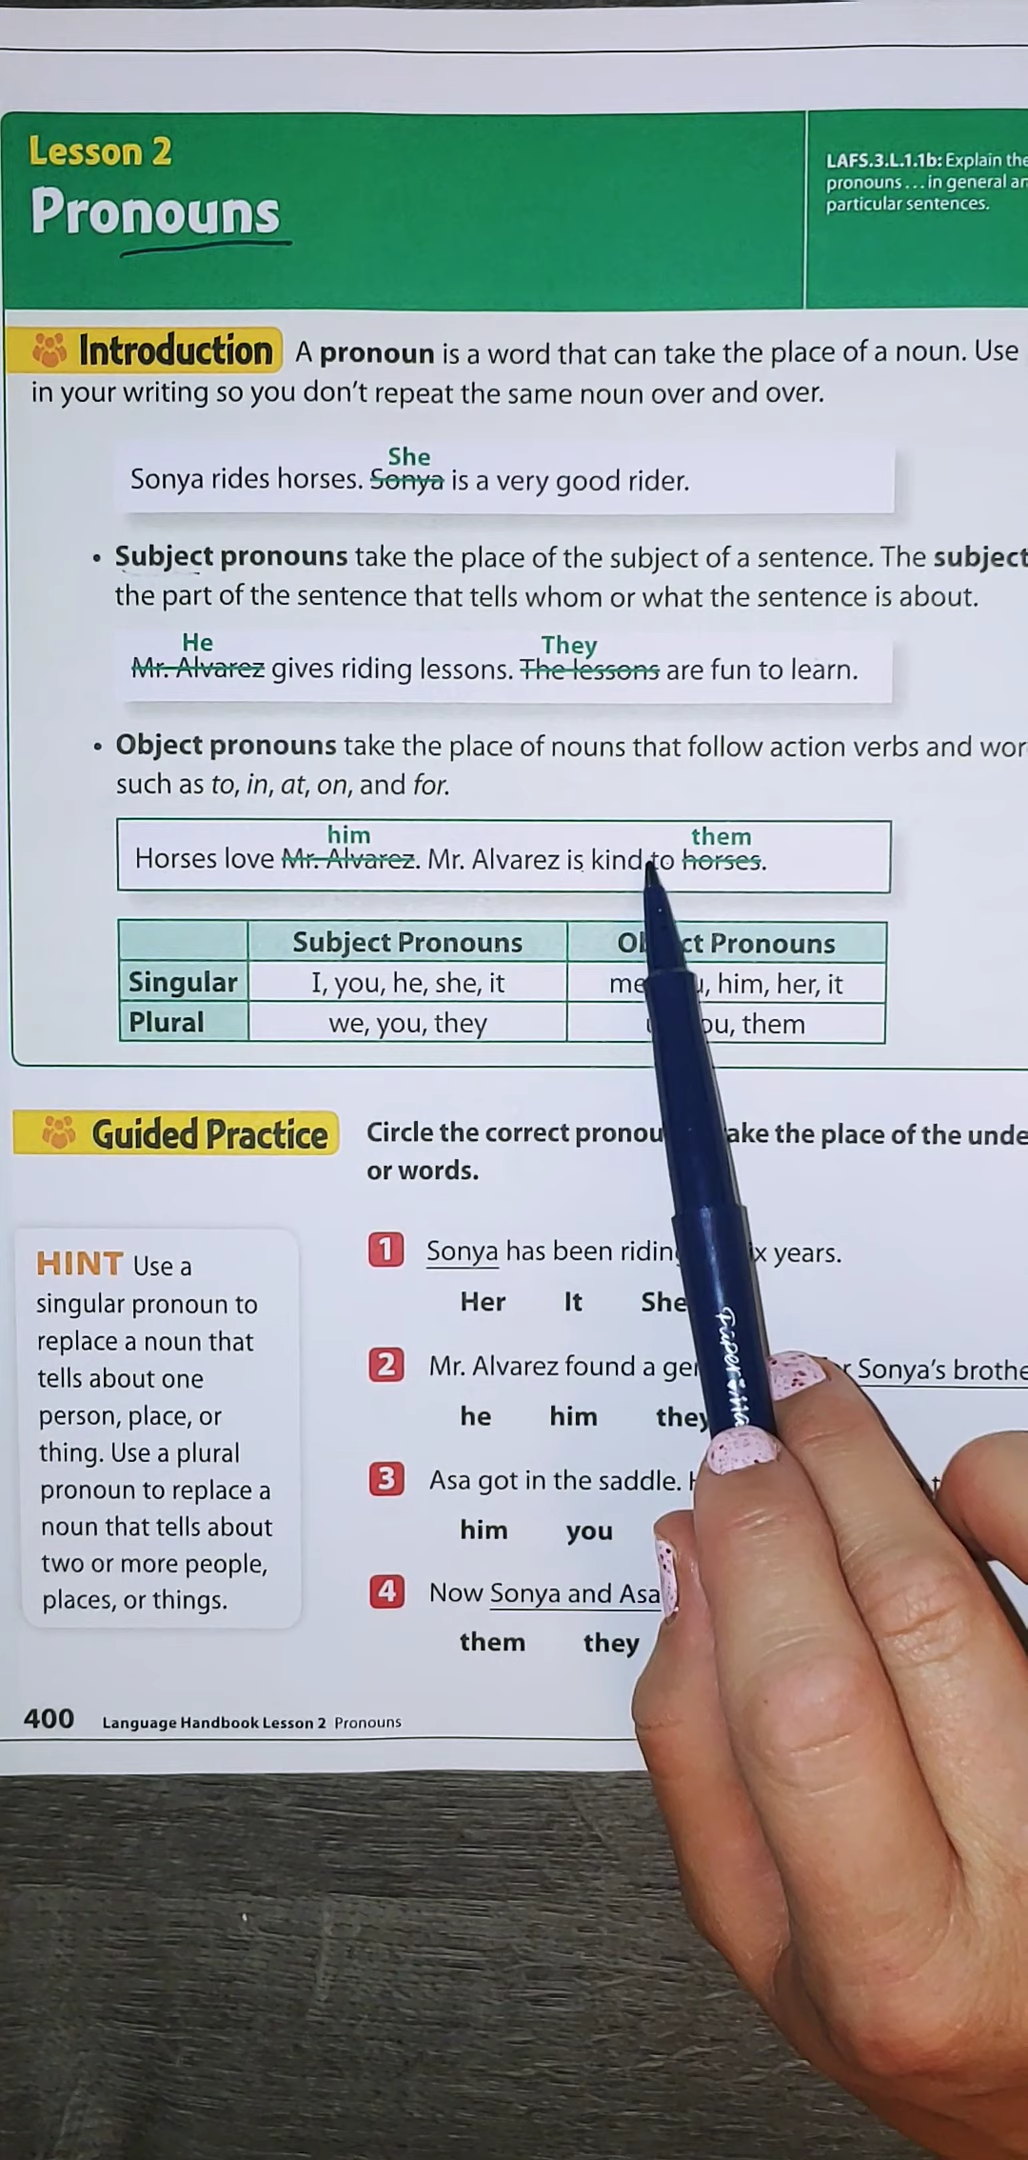 Lesson 2
Pronouns
LAFS.3.L.1.1b: Explain the
pronouns...in general an
particular sentences.
Introduction A pronoun is a word that can take the place of a noun. Use
in your writing so you don't repeat the same noun over and over.
She
Sonya rides horses. Sonya is a very good rider.
• Subject pronouns take the place of the subject of a sentence. The subject
the part of the sentence that tells whom or what the sentence is about.
He They
Mr. Alvarez gives riding lessons. The lessons are fun to learn.
• Object pronouns take the place of nouns that follow action verbs and wor
such as to, in, at, on, and for.
him them
Horses love Mr. Alvarez. Mr. Alvarez is kind to horses.
Subject Pronouns Pronouns
Singular I, you, he, she, it me him, her, it
Plural we, you, they them
Guided Practice Circle the correct the place of the
or words.
HINT Use a
singular pronoun to
replace a noun that
tells about one
person, place, or
thing. Use a plural
pronoun to replace a
noun that tells about
two or more people,
places, or things.
1 Sonya has been years.
Her It She
2 Mr. Alvarez found a Sonya's
he him they
3 Asa got in the saddle.
him you
4 Now Sonya and Asa
them they
400 Language Handbook Lesson 2 Pronouns